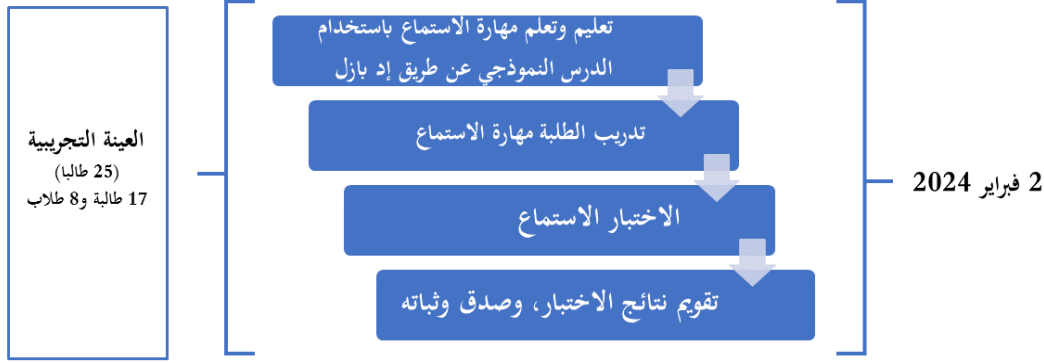 2 فبراير 2024
تعليم وتعلم مهارة الاستماع باستخدام
الدرس النموذجي عن طريق إد بازل
تدريب الطلبة مهارة الاستماع
الاختبار الاستماع
تقويم نتائج الاختبار، وصدق وثباته
العينة التجريبية
(25 طالبا)
17 طالبة و8 طلاب